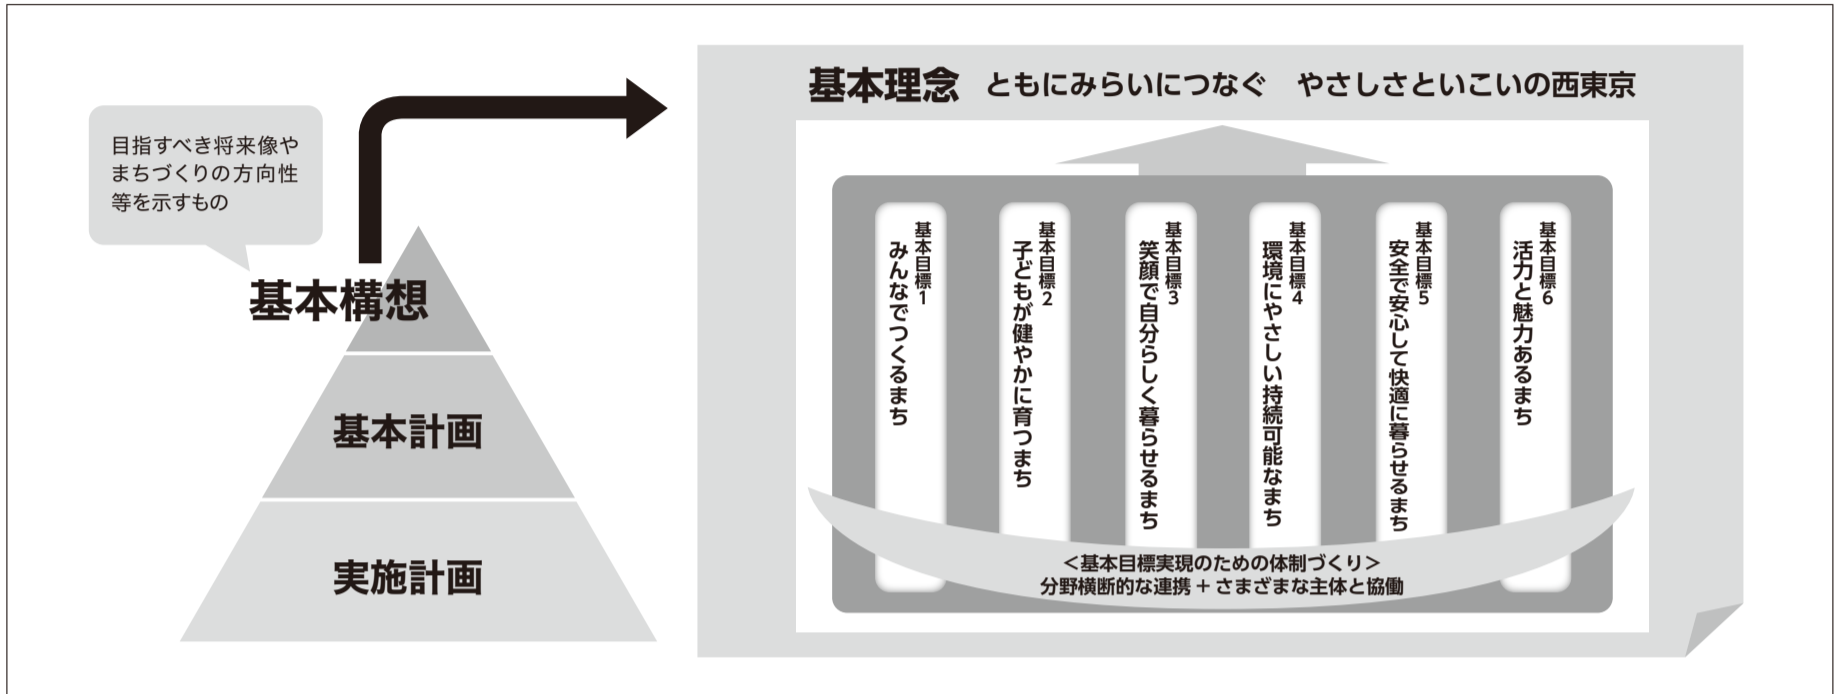 目指すべき将来像や
まちづくりの方向性
等を示すもの
基本構想
基本計画
実施計画
基本理念 ともにみらいにつなぐ　やさしさといこいの西東京
基本目標1
みんなでつくるまち
基本目標2
子どもが健やかに育つまち
基本目標3
笑顔で自分らしく暮らせるまち
基本目標4
環境にやさしい持続可能なまち
基本目標5
安全で安心して快適に暮らせるまち
基本目標6
活力と魅力あるまち
＜基本目標実現のための体制づくり＞
分野横断的な連携＋さまざまな主体と協働